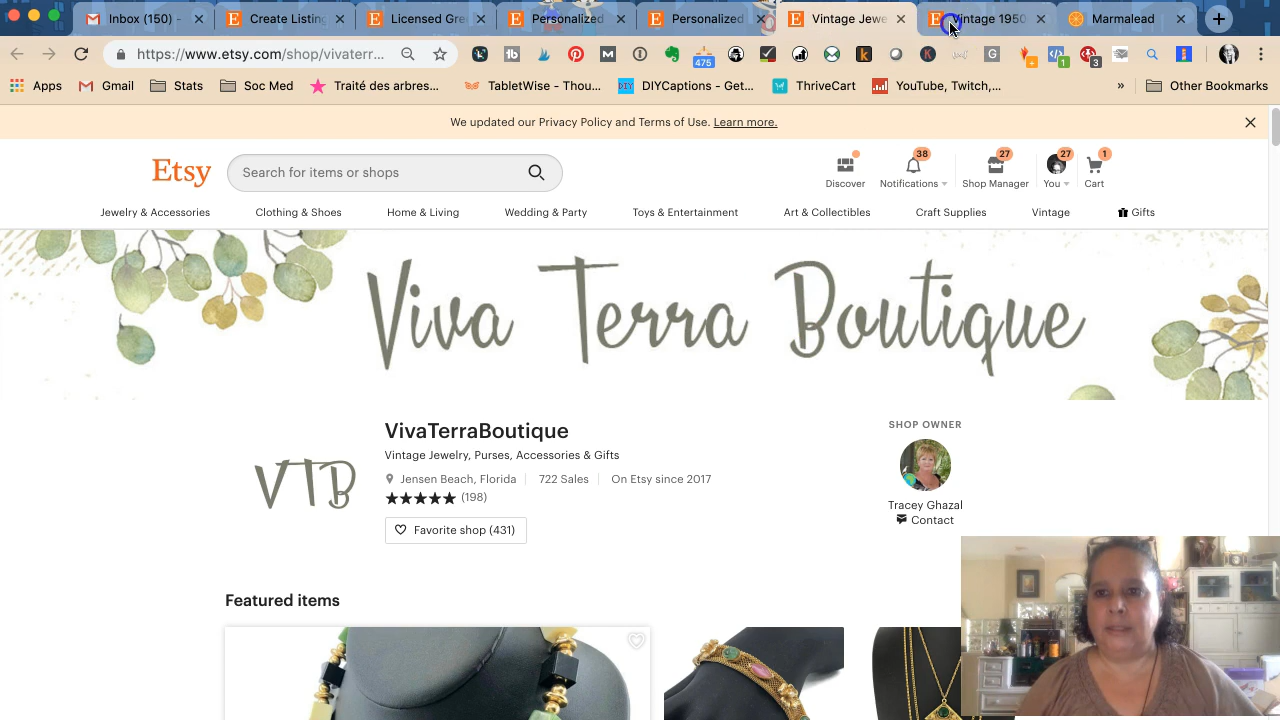 Inbox (150) -
Create Listing
Licensed Gre
Personalized
Personalized
Vintage Jewe
Vintage 1950
Marmalead
https://www.etsy.com/shop/vivaterr...
475
1
3
Apps
Gmail
Stats
Soc Med
Traité des arbres...
TabletWise - Thou...
DIYCaptions - Get...
ThriveCart
YouTube, Twitch,...
»
Other Bookmarks
We updated our Privacy Policy and Terms of Use. Learn more.
Etsy
Search for items or shops
38
27
27
1
Discover
Notifications
Shop Manager
You
Cart
Jewelry & Accessories
Clothing & Shoes
Home & Living
Wedding & Party
Toys & Entertainment
Art & Collectibles
Craft Supplies
Vintage
Gifts
Viva Terra Boutique
VTB
VivaTerraBoutique
Vintage Jewelry, Purses, Accessories & Gifts
Jensen Beach, Florida
722 Sales
On Etsy since 2017
(198)
Favorite shop (431)
SHOP OWNER
Tracey Ghazal
Contact
Featured items